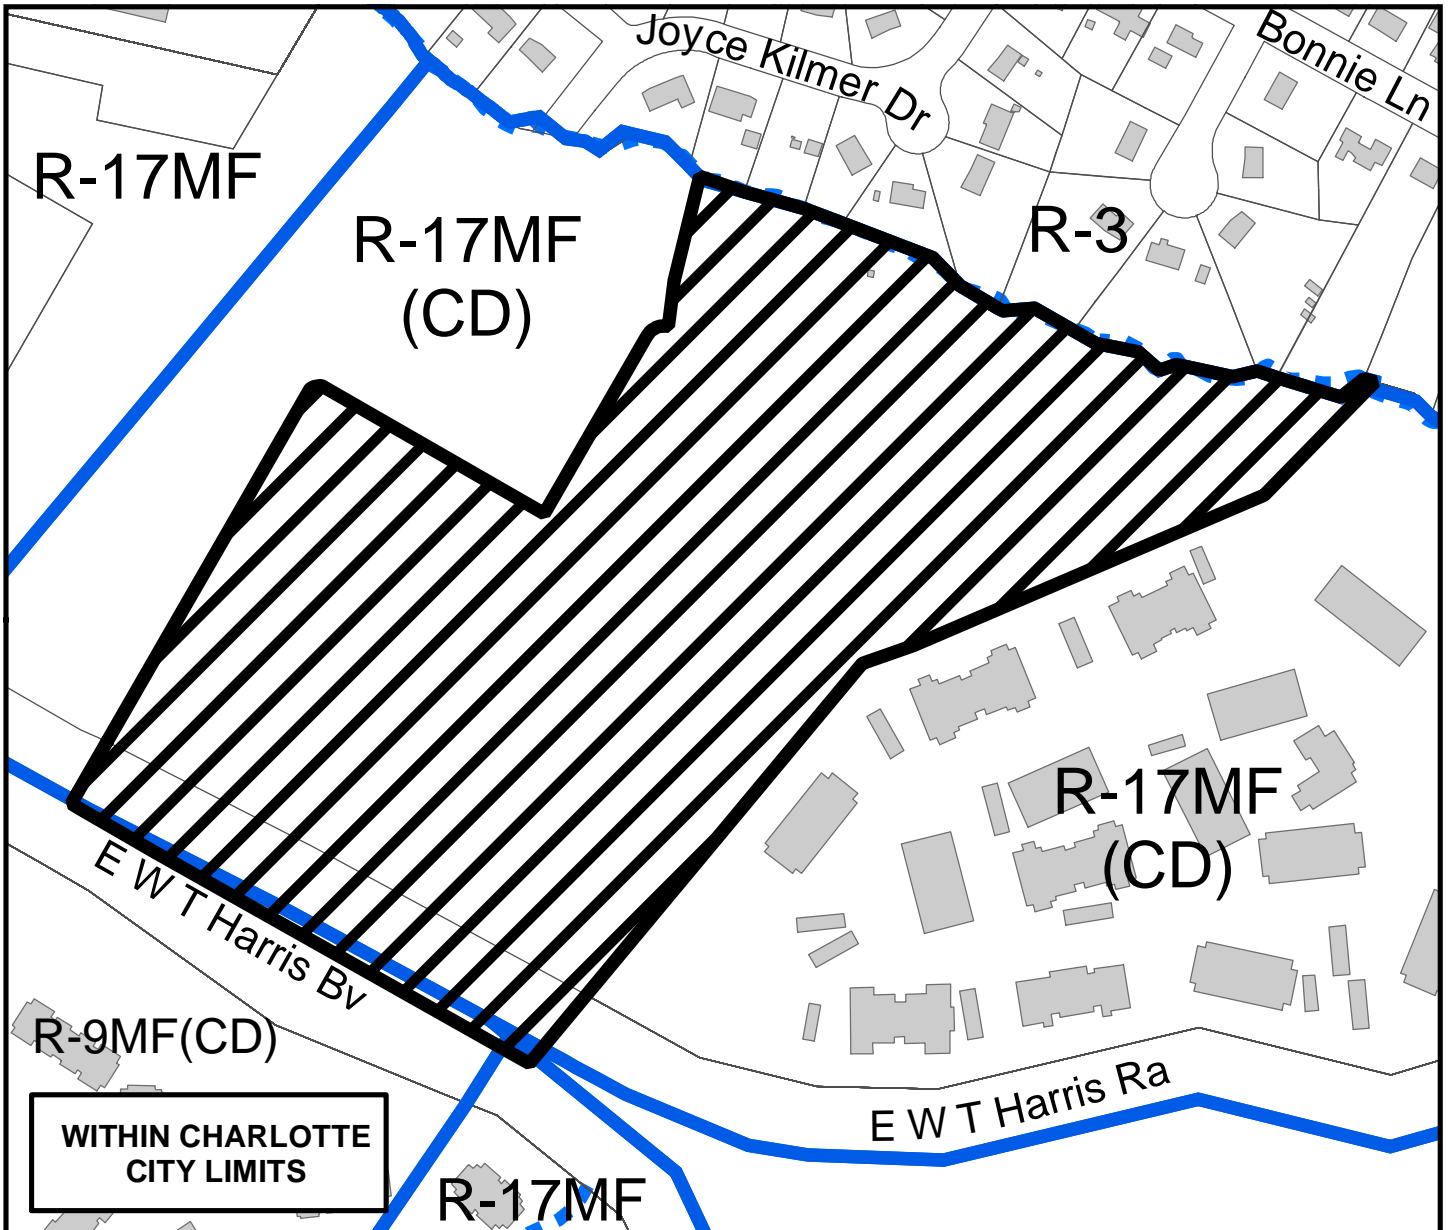 Joyce Kilmer Dr
Bonnie Ln
R-17MF
R-17MF
(CD)
R-3
R-17MF
(CD)
E W T Harris Bv
R-9MF(CD)
E W T Harris Ra
WITHIN CHARLOTTE
CITY LIMITS
R-17MF